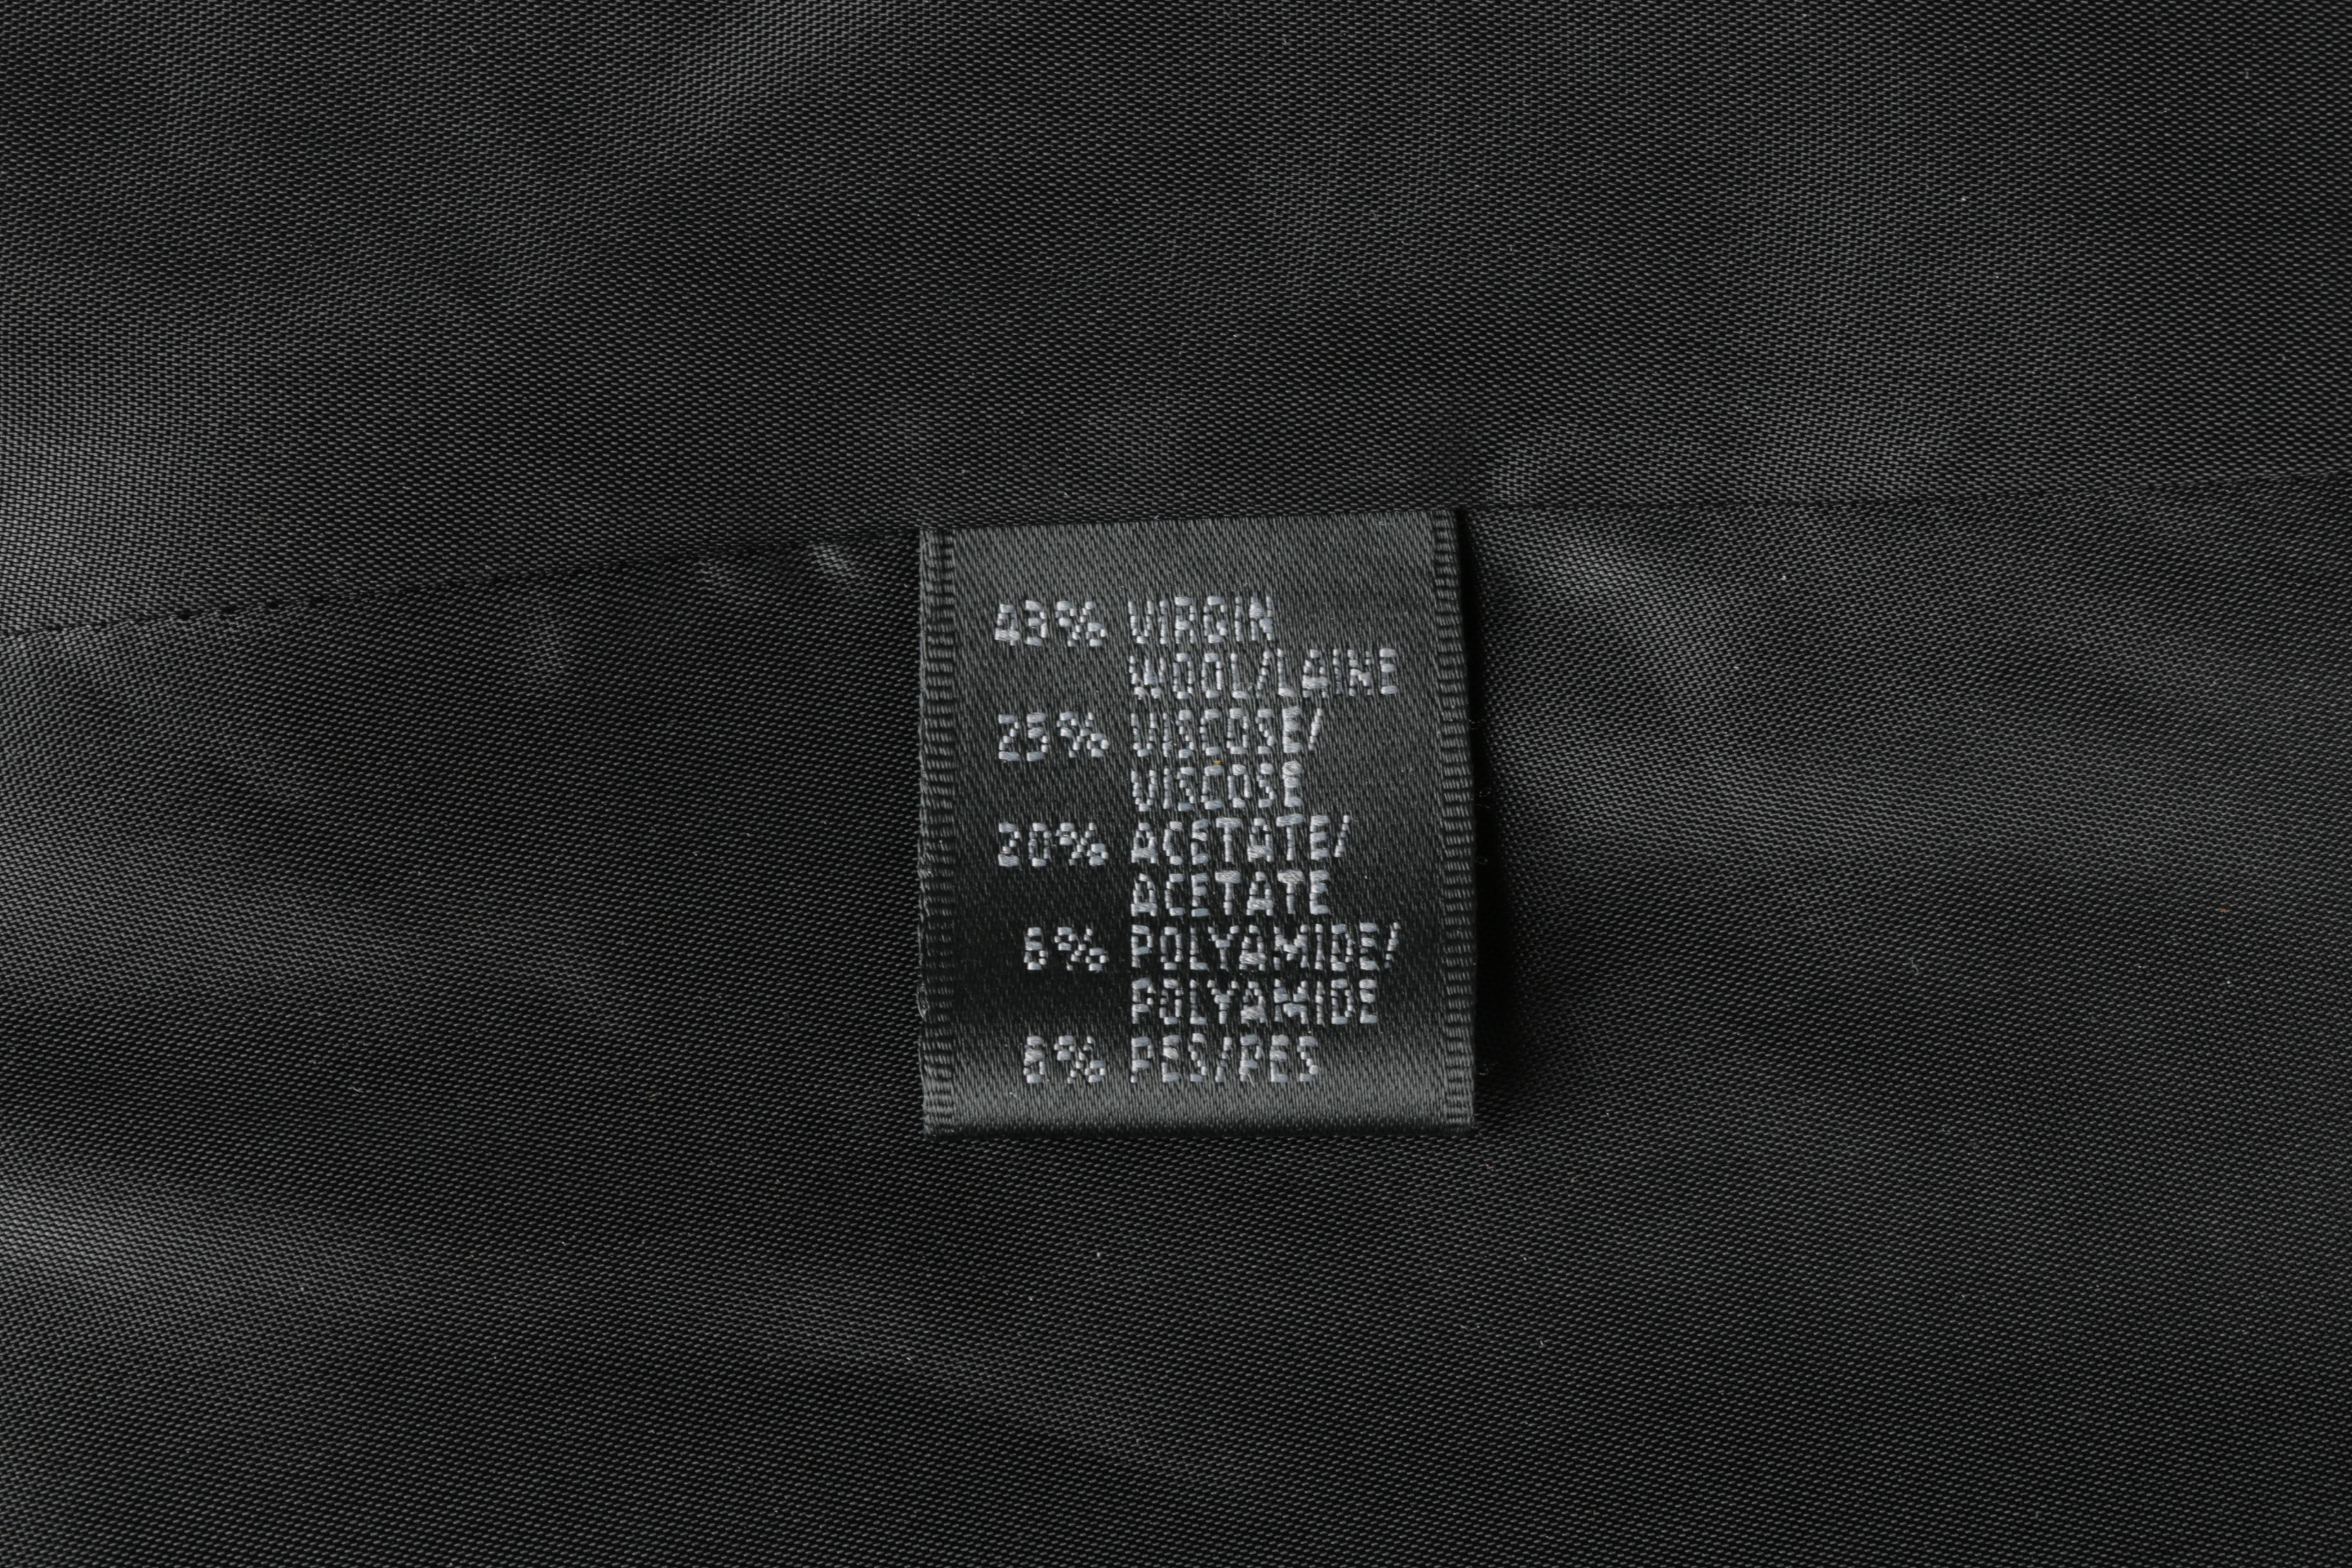 43% VIRGIN
WOOL/LAINE
25% VISCOSE/
VISCOSE
20% ACETATE/
ACETATE
6% POLYAMIDE/
POLYAMIDE
6% PES/PES